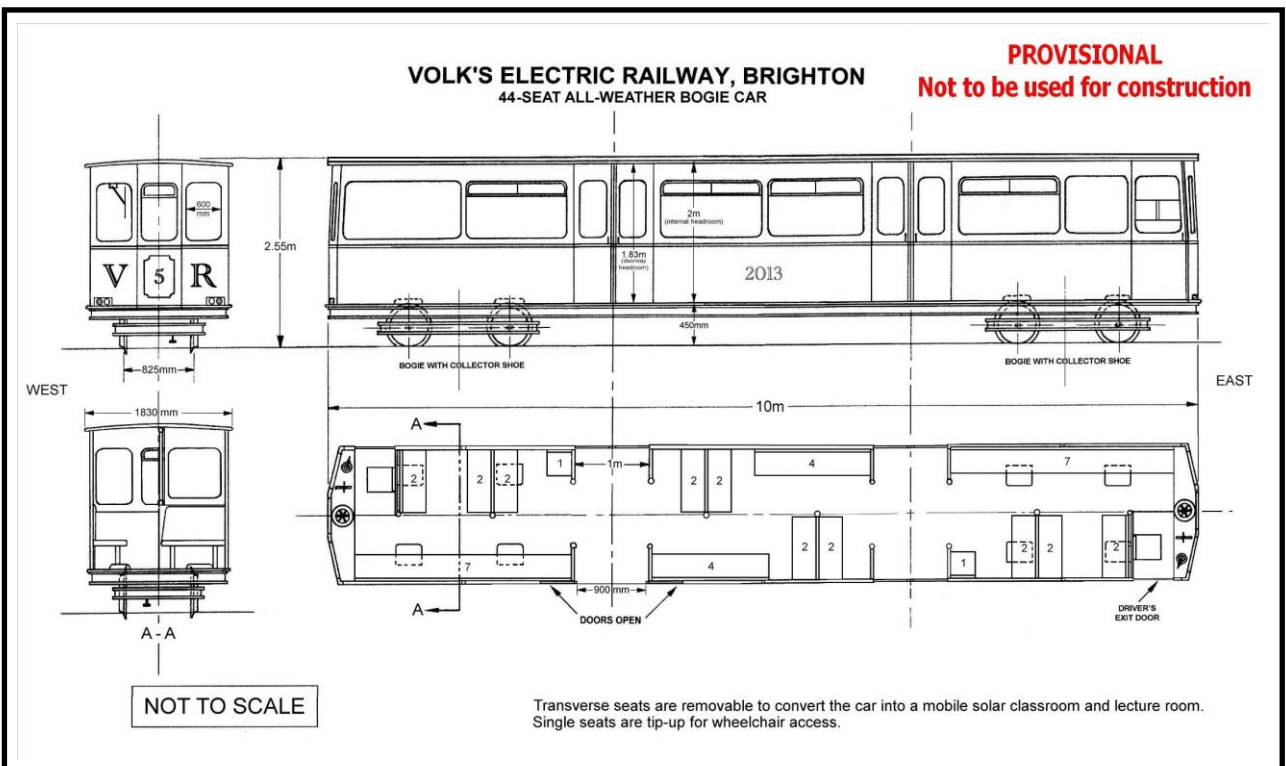 PROVISIONAL
Not to be used for construction
VOLK'S ELECTRIC RAILWAY, BRIGHTON
44-SEAT ALL-WEATHER BOGIE CAR
600
mm
V 5 R
2.55m
2m
(internal headroom)
1.83m
(doorway
headroom)
2013
450mm
825mm
BOGIE WITH COLLECTOR SHOE
BOGIE WITH COLLECTOR SHOE
WEST
EAST
1830 mm
10m
A
2
2
2
1
1m
2
2
4
7
7
4
2
2
1
2
2
2
900 mm
A
DOORS OPEN
DRIVER'S
EXIT DOOR
A - A
NOT TO SCALE
Transverse seats are removable to convert the car into a mobile solar classroom and lecture room.
Single seats are tip-up for wheelchair access.